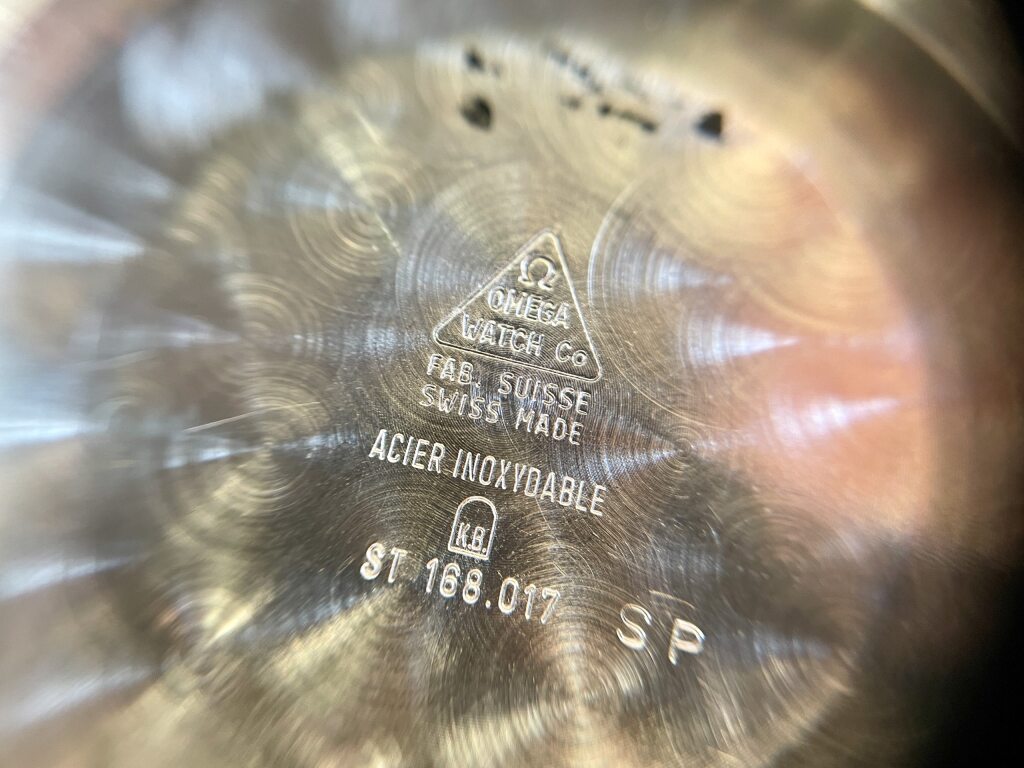 Ω
OMEGA
WATCH Co
FAB. SUISSE
SWISS MADE
ACIER INOXYDABLE
K.B.
ST 168.017
SP